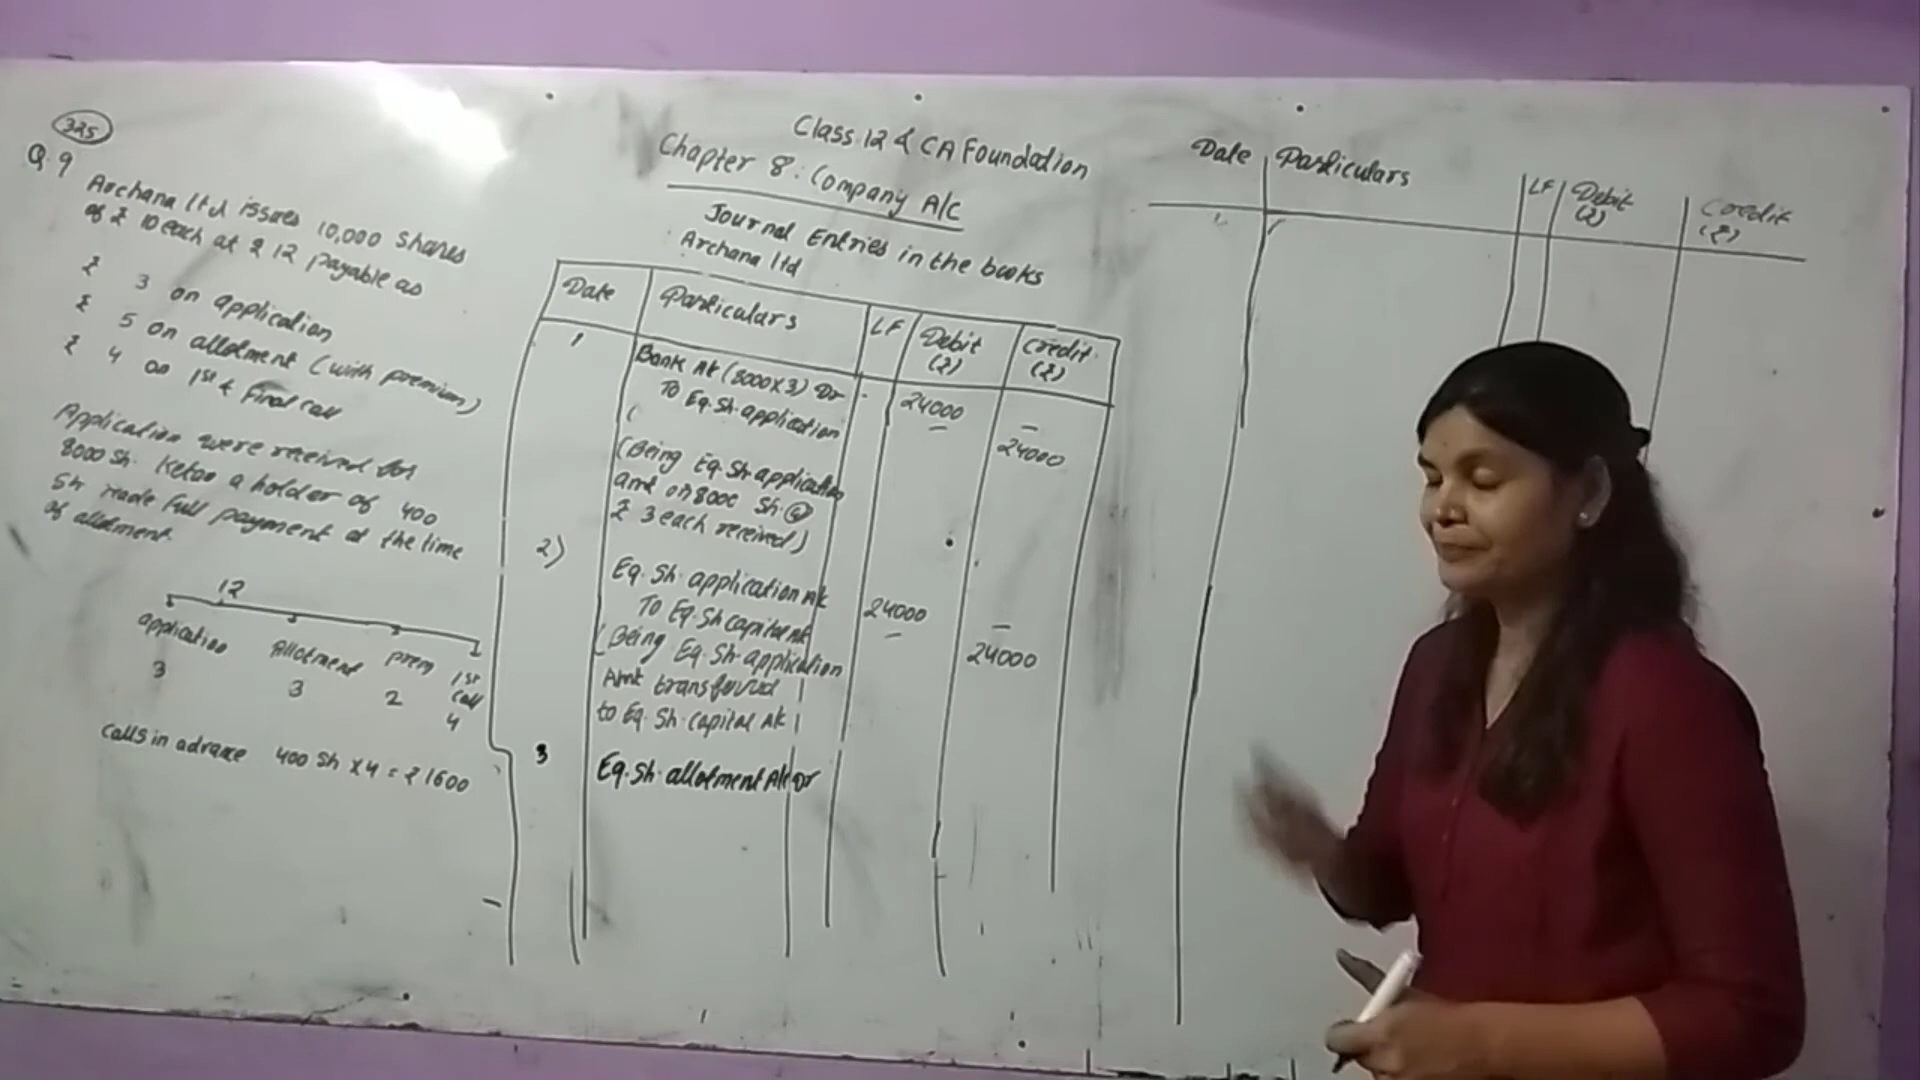 325
Q.9 Archana ltd issues 10,000 shares
of ₹ 10 each at ₹ 12 payable as
₹ 3 on application
₹ 5 on allotment (with premium)
₹ 4 on 1st & Final call
Application were received for
8000 Sh. Ketan a holder of 400
Sh made full payment at the time
of allotment.
12
application Allotment prem 1st
call
3 3 2 4
Calls in advance 400 Sh x 4 = ₹ 1600
Class 12 & CA Foundation
Chapter 8: Company A/C
Journal Entries in the books
Archana ltd
Date Particulars LF Debit (₹) Credit (₹)
1 Bank A/c (8000x3) Dr 24000 —
To Eq. Sh. application 24000
(
(Being Eq. Sh application
amt on 8000 Sh. @
₹ 3 each received)
2) Eq. Sh. application A/c 24000 —
To Eq. Sh capital A/c 24000
(Being Eq. Sh. application
Amt transferred
to Eq. Sh. capital A/c
3 Eq. Sh. allotment A/c Dr
Date Particulars LF Debit (₹) Credit (₹)